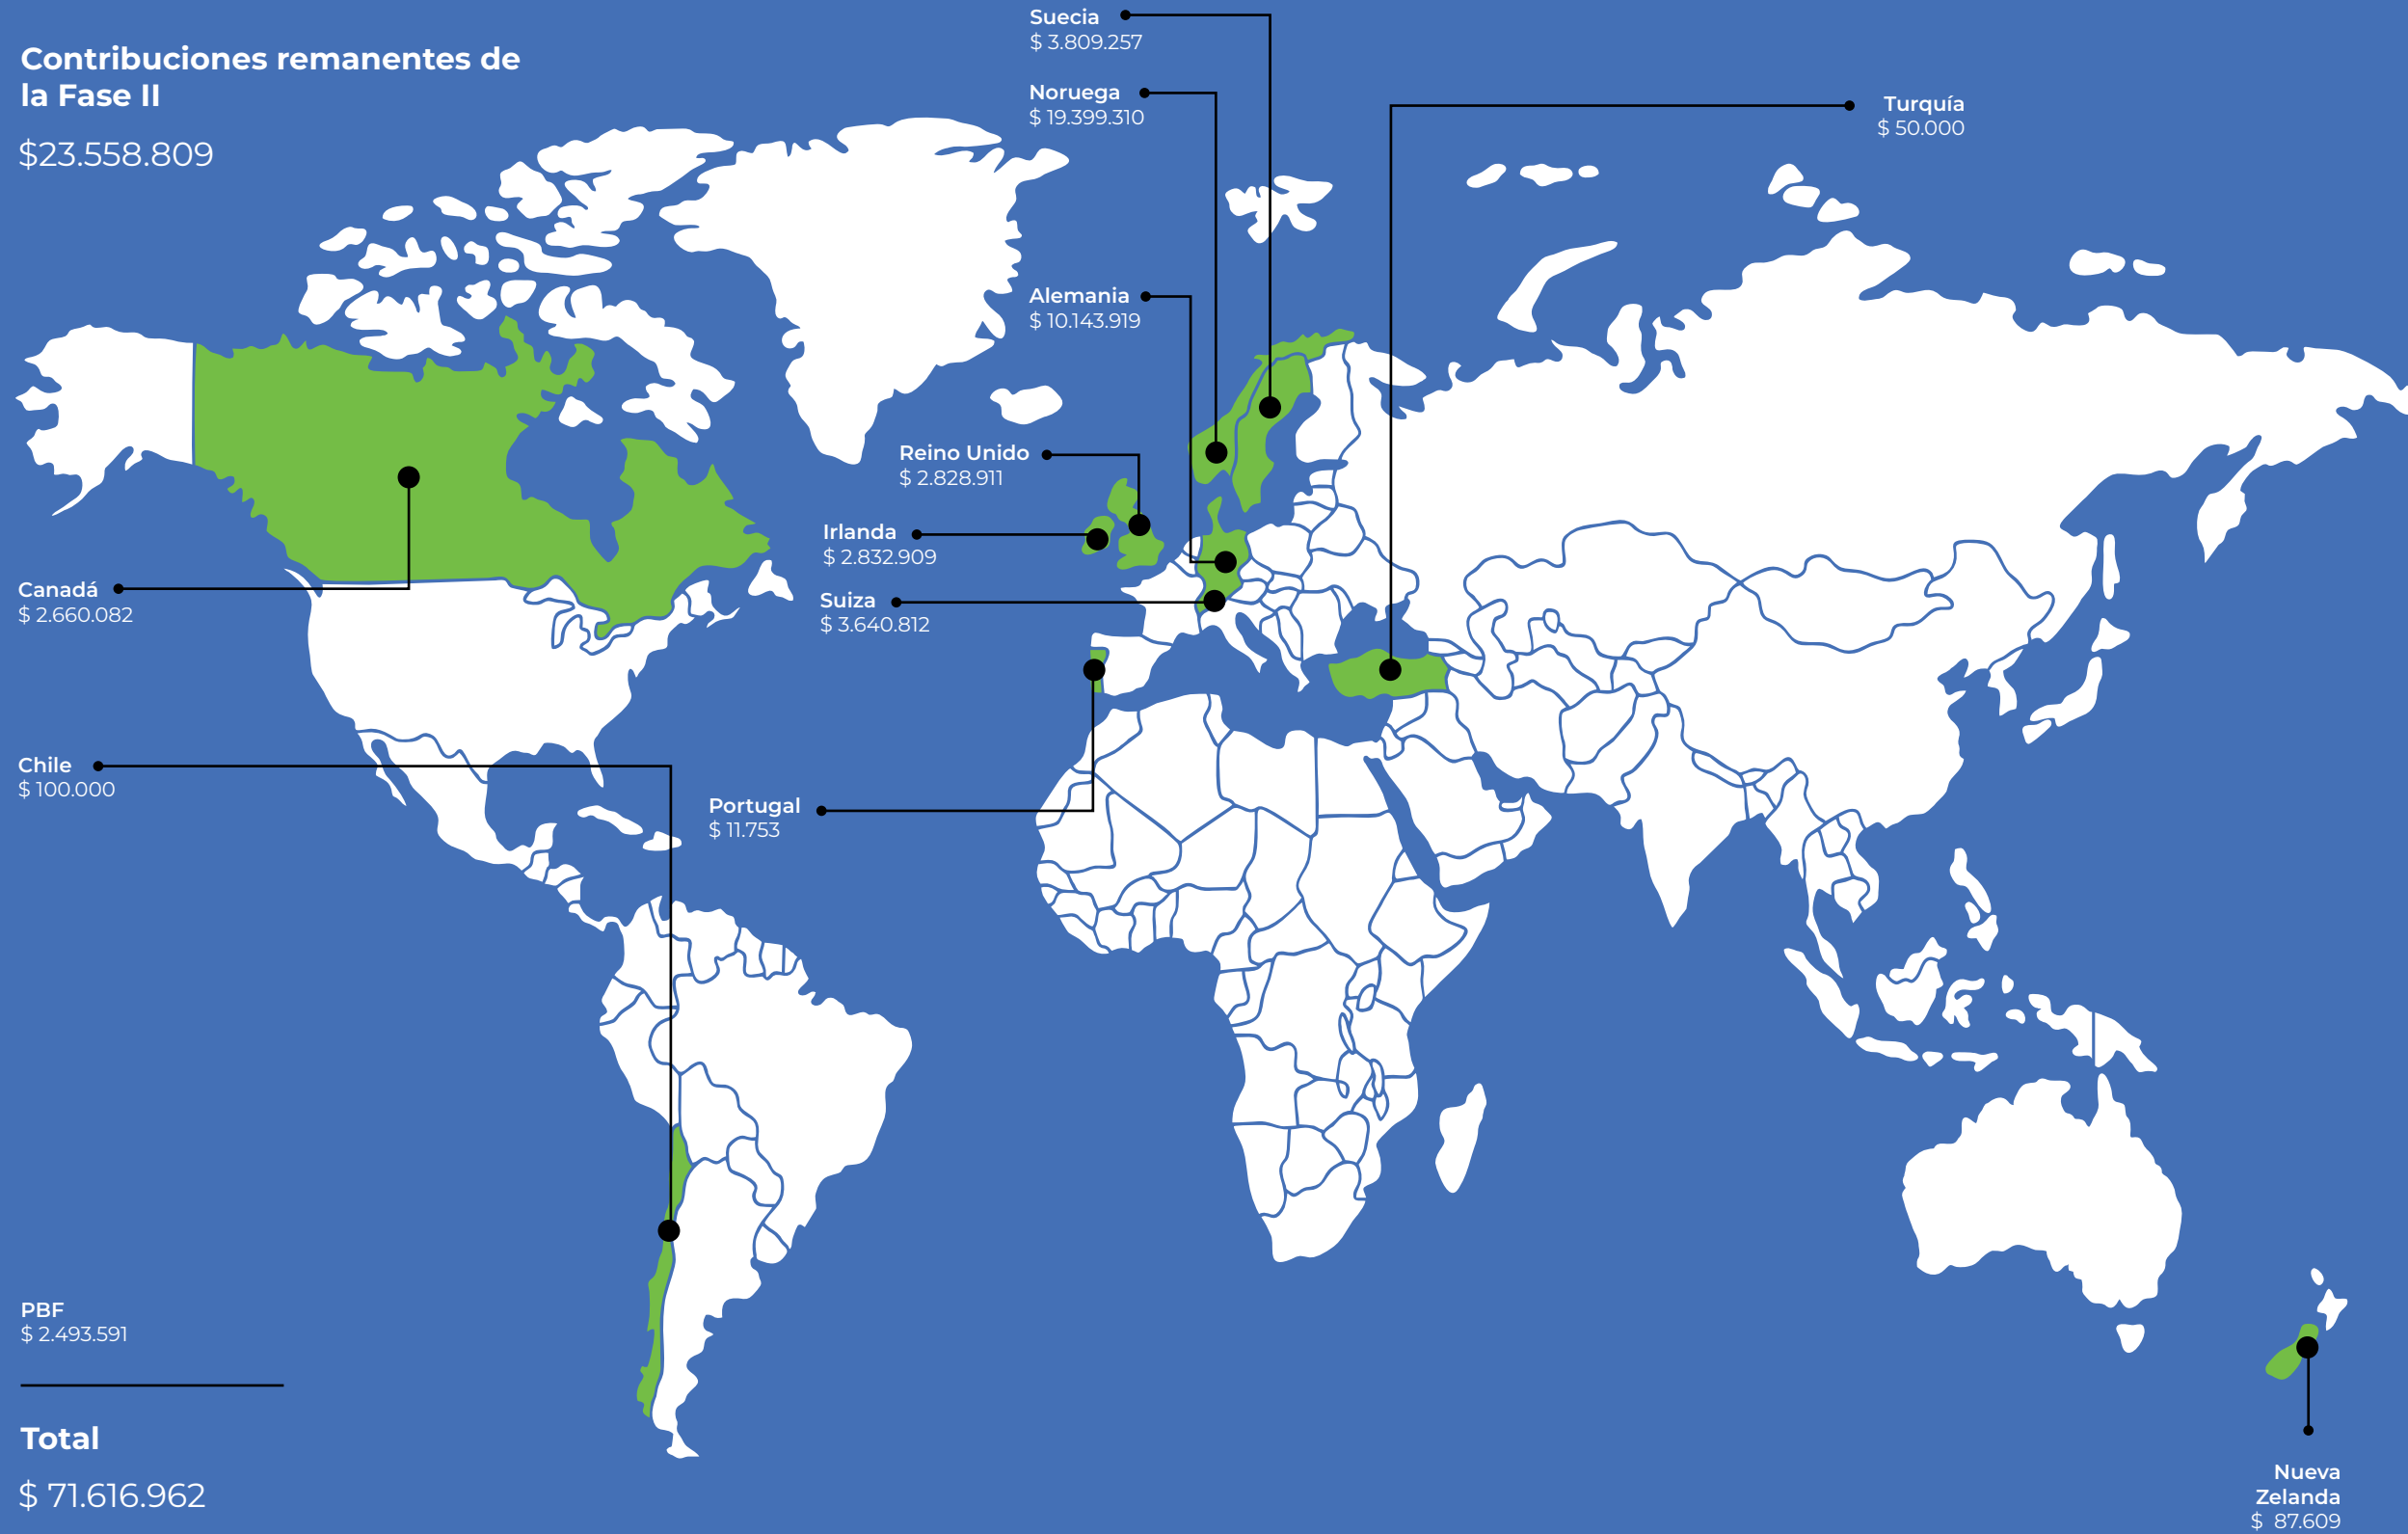 Contribuciones remanentes de
la Fase II
$23.558.809
Suecia
$ 3.809.257
Noruega
$ 19.399.310
Turquía
$ 50.000
Alemania
$ 10.143.919
Reino Unido
$ 2.828.911
Irlanda
$ 2.832.909
Canadá
$ 2.660.082
Suiza
$ 3.640.812
Chile
$ 100.000
Portugal
$ 11.753
PBF
$ 2.493.591
Total
$ 71.616.962
Nueva
Zelanda
$ 87.609